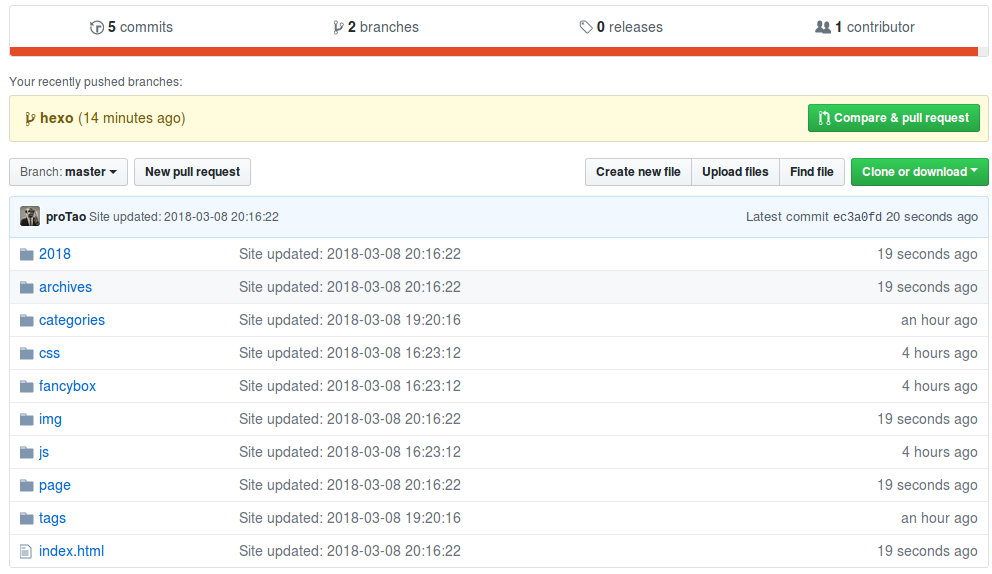 5 commits 2 branches 0 releases 1 contributor
Your recently pushed branches:
hexo (14 minutes ago) Compare & pull request
Branch: master New pull request Create new file Upload files Find file Clone or download
proTao Site updated: 2018-03-08 20:16:22 Latest commit ec3a0fd 20 seconds ago
2018 Site updated: 2018-03-08 20:16:22 19 seconds ago
archives Site updated: 2018-03-08 20:16:22 19 seconds ago
categories Site updated: 2018-03-08 19:20:16 an hour ago
css Site updated: 2018-03-08 16:23:12 4 hours ago
fancybox Site updated: 2018-03-08 16:23:12 4 hours ago
img Site updated: 2018-03-08 20:16:22 19 seconds ago
js Site updated: 2018-03-08 16:23:12 4 hours ago
page Site updated: 2018-03-08 20:16:22 19 seconds ago
tags Site updated: 2018-03-08 19:20:16 an hour ago
index.html Site updated: 2018-03-08 20:16:22 19 seconds ago